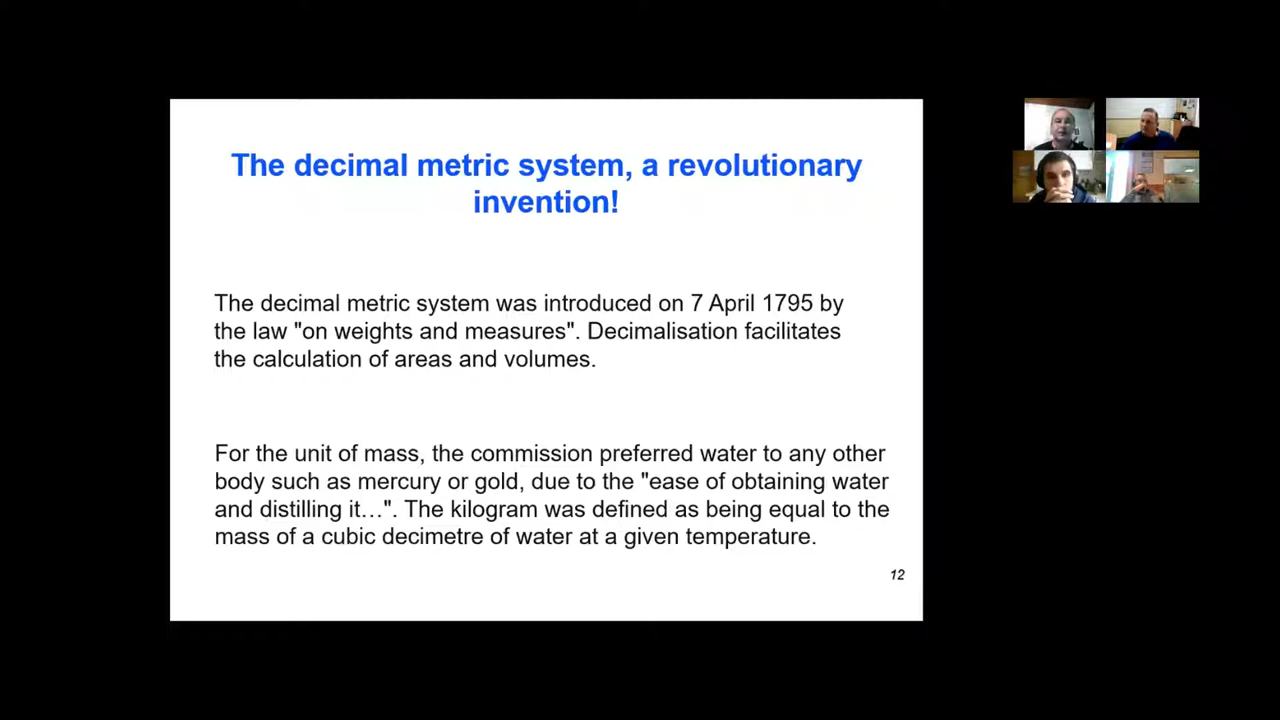 The decimal metric system, a revolutionary
invention!
The decimal metric system was introduced on 7 April 1795 by
the law "on weights and measures". Decimalisation facilitates
the calculation of areas and volumes.
For the unit of mass, the commission preferred water to any other
body such as mercury or gold, due to the "ease of obtaining water
and distilling it…". The kilogram was defined as being equal to the
mass of a cubic decimetre of water at a given temperature.
12